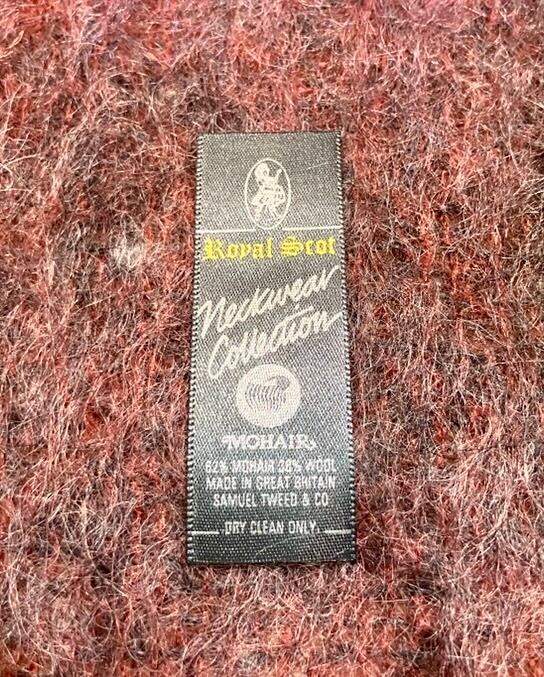 Royal Scot
Neckwear
Collection
MOHAIR
62% MOHAIR 38% WOOL
MADE IN GREAT BRITAIN
SAMUEL TWEED & CO
DRY CLEAN ONLY